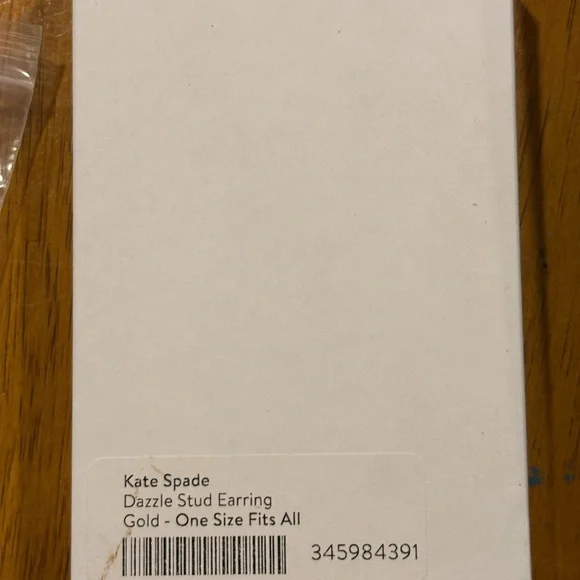 Kate Spade
Dazzle Stud Earring
Gold - One Size Fits All
345984391